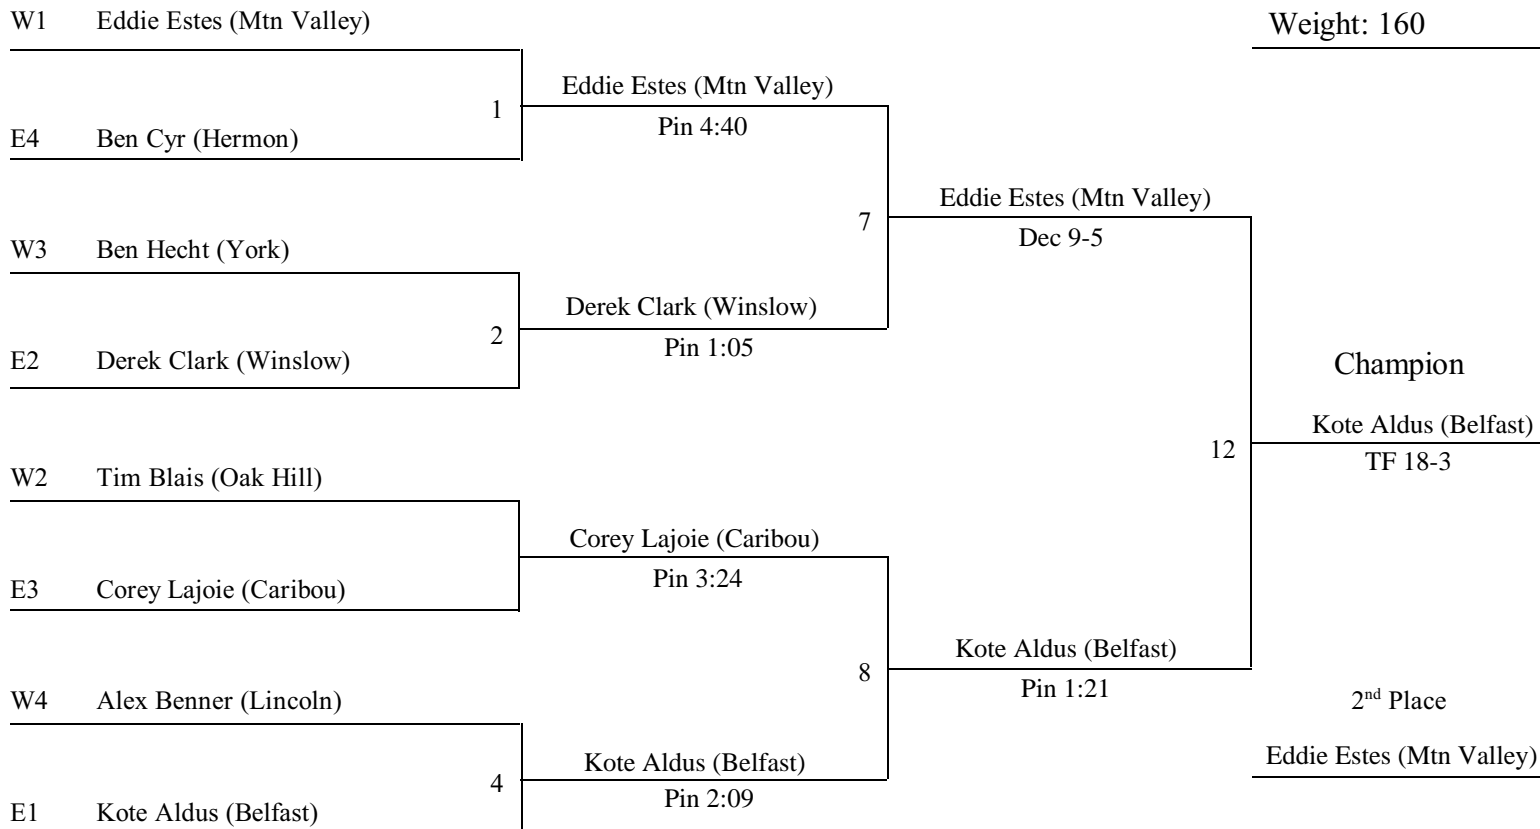 W1 Eddie Estes (Mtn Valley)
Weight: 160
Eddie Estes (Mtn Valley)
1
Pin 4:40
E4 Ben Cyr (Hermon)
Eddie Estes (Mtn Valley)
7
Dec 9-5
W3 Ben Hecht (York)
Derek Clark (Winslow)
2
Pin 1:05
E2 Derek Clark (Winslow)
Champion
Kote Aldus (Belfast)
12
TF 18-3
W2 Tim Blais (Oak Hill)
Corey Lajoie (Caribou)
Pin 3:24
E3 Corey Lajoie (Caribou)
Kote Aldus (Belfast)
8
Pin 1:21
W4 Alex Benner (Lincoln)
2nd Place
Eddie Estes (Mtn Valley)
Kote Aldus (Belfast)
4
Pin 2:09
E1 Kote Aldus (Belfast)